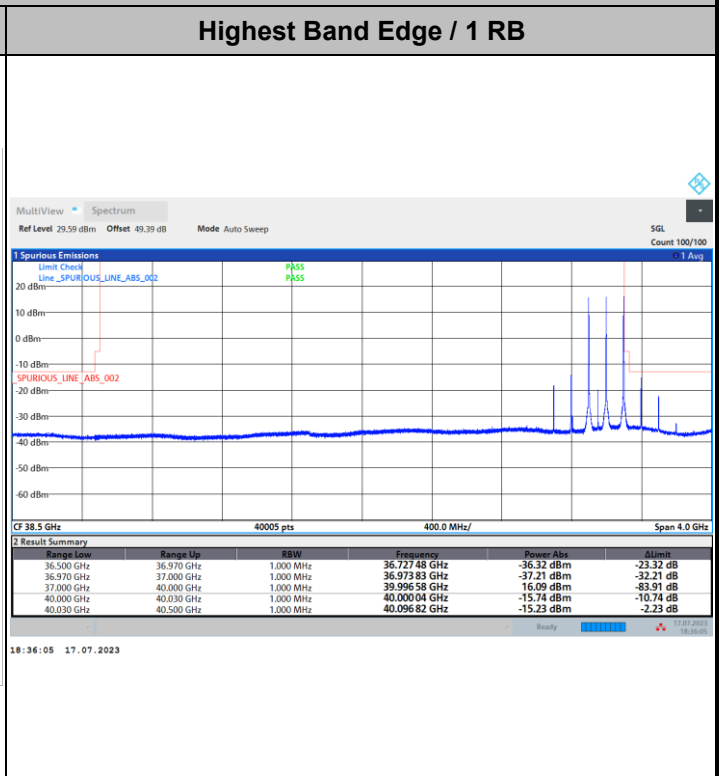 Highest Band Edge / 1 RB
MultiView Spectrum
Ref Level 29.59 dBm Offset 49.39 dB Mode Auto Sweep SGL
Count 100/100
1 Spurious Emissions 1 Avg
Limit Check PASS
Line _SPURIOUS_LINE_ABS_002 PASS
20 dBm
10 dBm
0 dBm
-10 dBm
_SPURIOUS_LINE_ABS_002
-20 dBm
-30 dBm
-40 dBm
-50 dBm
-60 dBm
CF 38.5 GHz 40005 pts 400.0 MHz/ Span 4.0 GHz
2 Result Summary
Range Low Range Up RBW Frequency Power Abs ΔLimit
36.500 GHz 36.970 GHz 1.000 MHz 36.727 48 GHz -36.32 dBm -23.32 dB
36.970 GHz 37.000 GHz 1.000 MHz 36.973 83 GHz -37.21 dBm -32.21 dB
37.000 GHz 40.000 GHz 1.000 MHz 39.996 58 GHz 16.09 dBm -83.91 dB
40.000 GHz 40.030 GHz 1.000 MHz 40.000 04 GHz -15.74 dBm -10.74 dB
40.030 GHz 40.500 GHz 1.000 MHz 40.096 82 GHz -15.23 dBm -2.23 dB
Ready 17.07.2023
18:36:05
18:36:05 17.07.2023